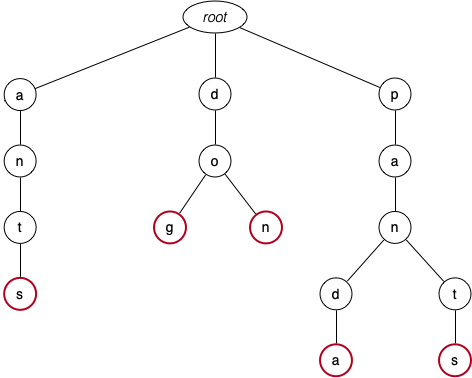 root
a d p
n o a
t g n n
s d t
a s